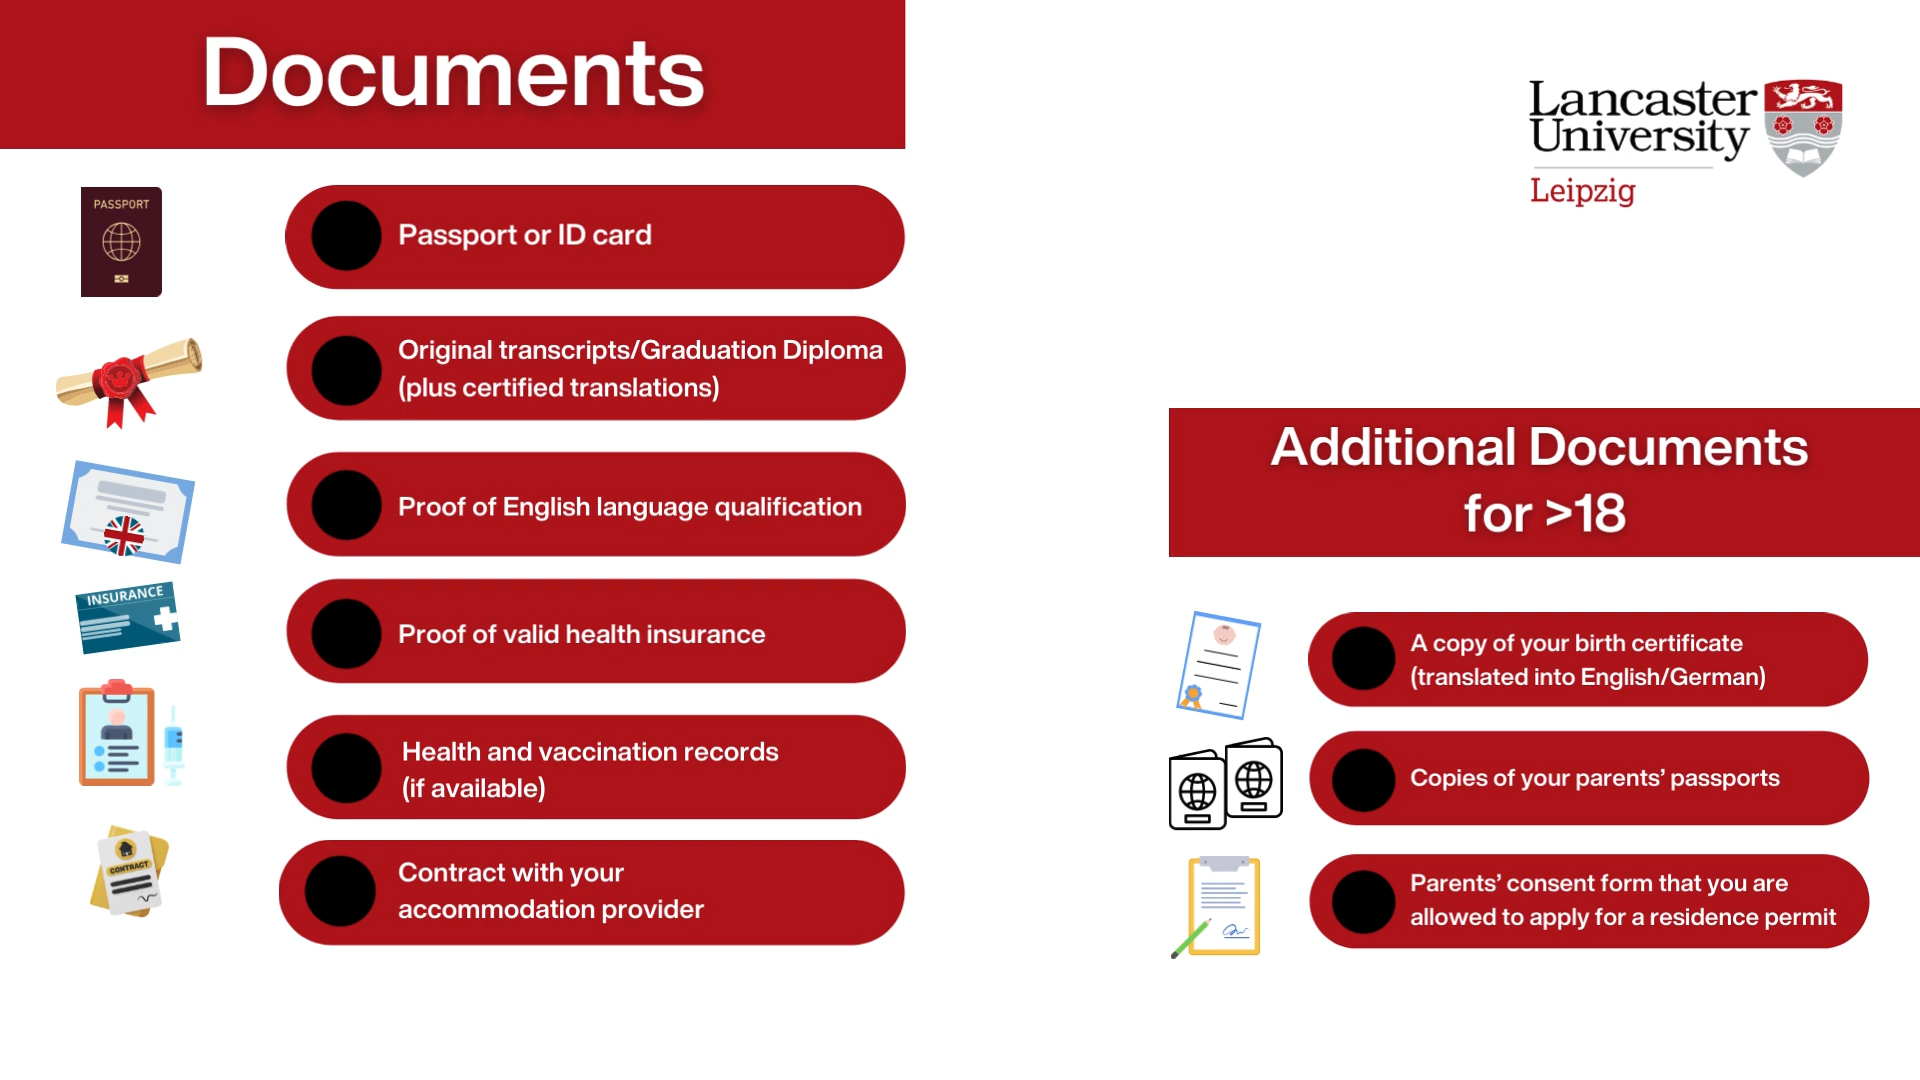 Documents
PASSPORT
Passport or ID card
Original transcripts/Graduation Diploma
(plus certified translations)
Proof of English language qualification
INSURANCE
Proof of valid health insurance
Health and vaccination records
(if available)
CONTRACT
Contract with your
accommodation provider
Lancaster
University
Leipzig
Additional Documents
for >18
A copy of your birth certificate
(translated into English/German)
Copies of your parents’ passports
Parents’ consent form that you are
allowed to apply for a residence permit